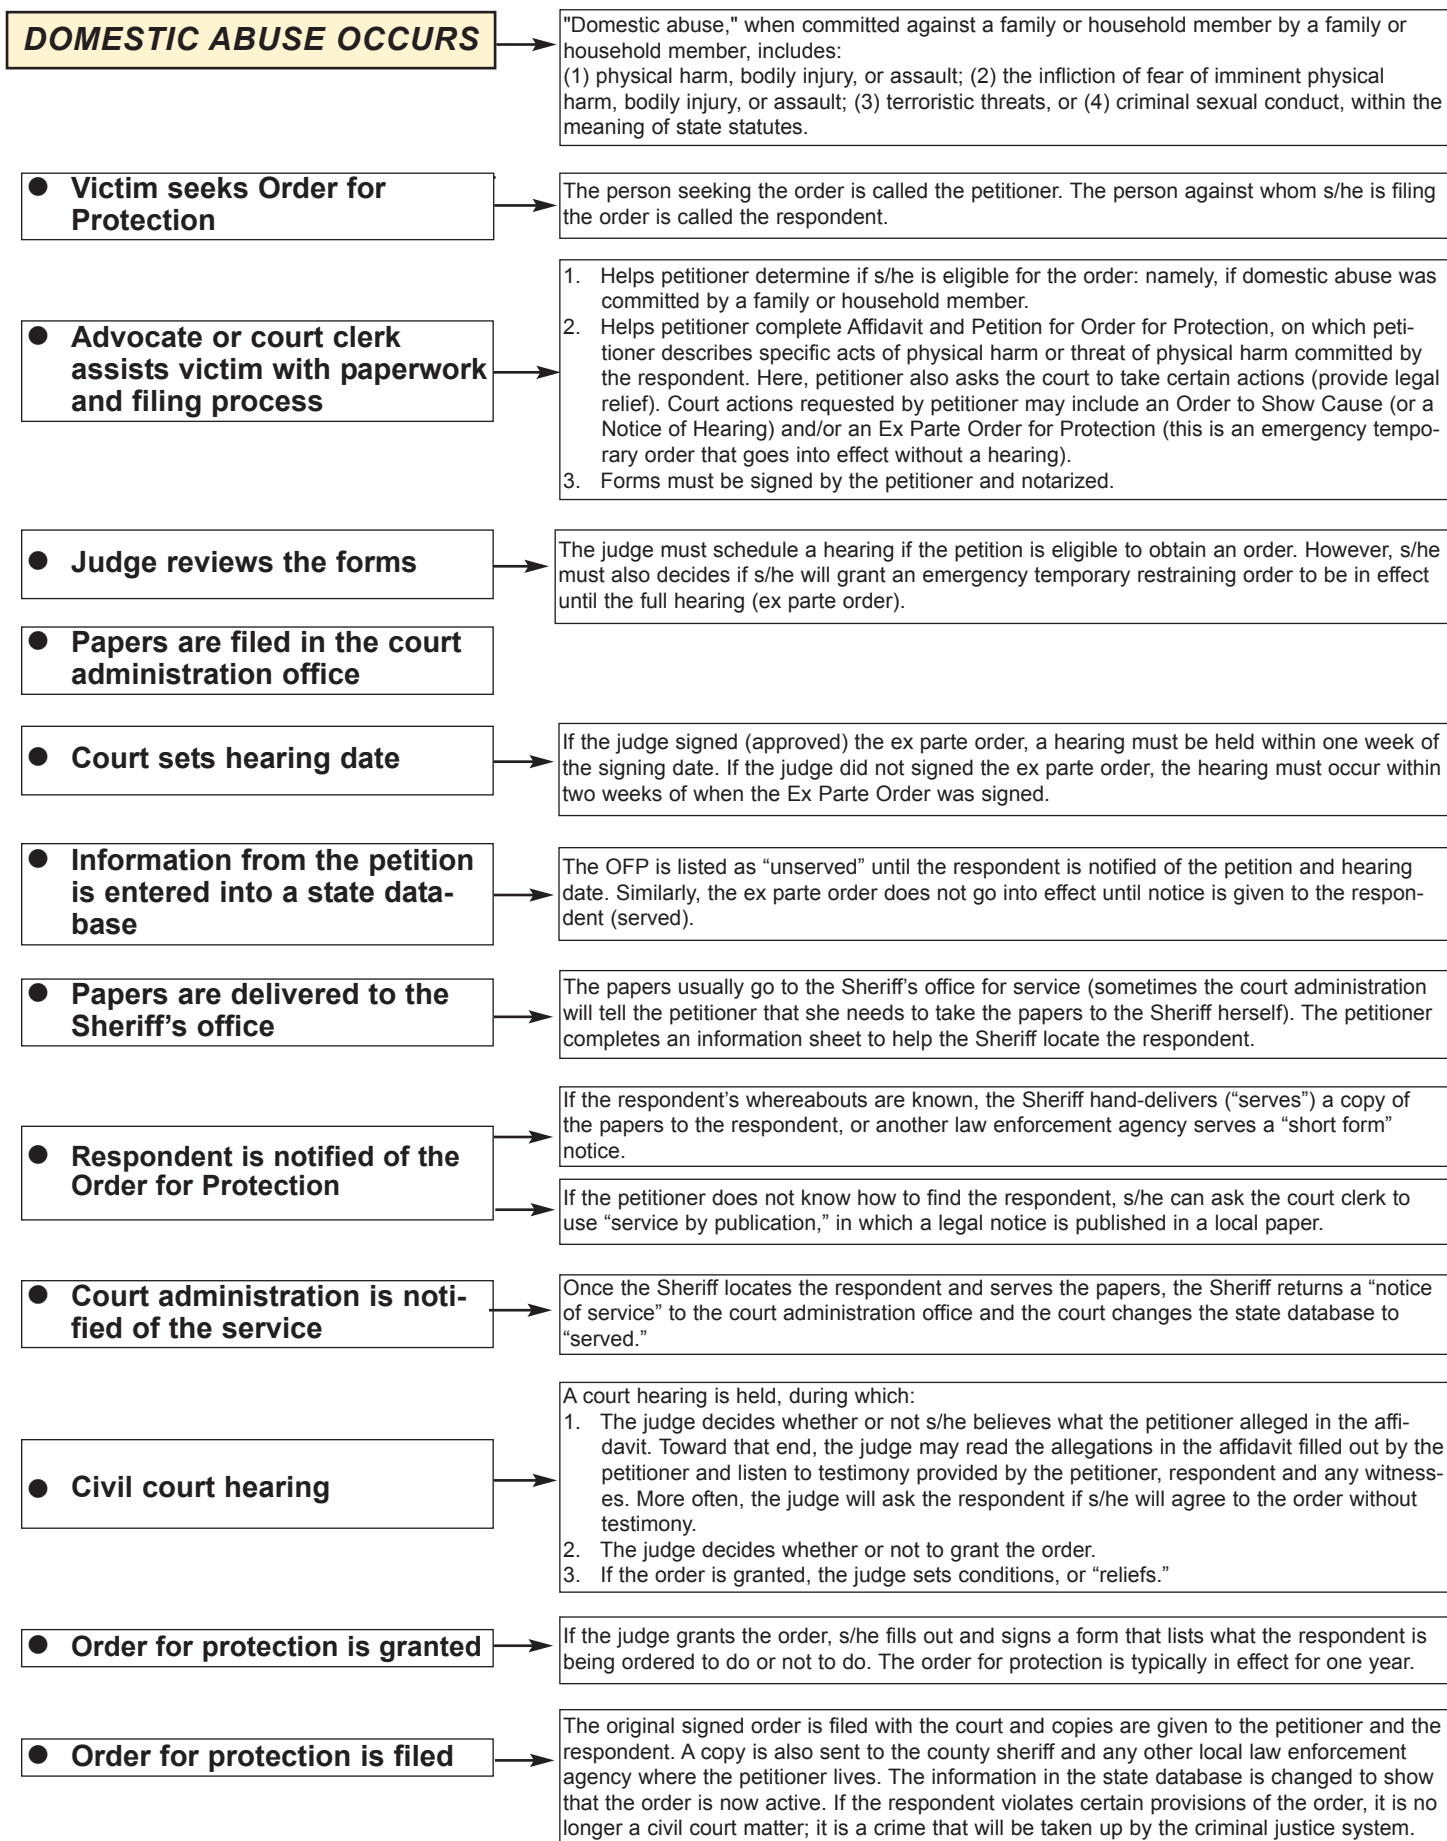 DOMESTIC ABUSE OCCURS
"Domestic abuse," when committed against a family or household member by a family or
household member, includes:
(1) physical harm, bodily injury, or assault; (2) the infliction of fear of imminent physical
harm, bodily injury, or assault; (3) terroristic threats, or (4) criminal sexual conduct, within the
meaning of state statutes.
● Victim seeks Order for
Protection
The person seeking the order is called the petitioner. The person against whom s/he is filing
the order is called the respondent.
● Advocate or court clerk
assists victim with paperwork
and filing process
1. Helps petitioner determine if s/he is eligible for the order: namely, if domestic abuse was
committed by a family or household member.
2. Helps petitioner complete Affidavit and Petition for Order for Protection, on which peti-
tioner describes specific acts of physical harm or threat of physical harm committed by
the respondent. Here, petitioner also asks the court to take certain actions (provide legal
relief). Court actions requested by petitioner may include an Order to Show Cause (or a
Notice of Hearing) and/or an Ex Parte Order for Protection (this is an emergency tempo-
rary order that goes into effect without a hearing).
3. Forms must be signed by the petitioner and notarized.
● Judge reviews the forms
The judge must schedule a hearing if the petition is eligible to obtain an order. However, s/he
must also decides if s/he will grant an emergency temporary restraining order to be in effect
until the full hearing (ex parte order).
● Papers are filed in the court
administration office
● Court sets hearing date
If the judge signed (approved) the ex parte order, a hearing must be held within one week of
the signing date. If the judge did not signed the ex parte order, the hearing must occur within
two weeks of when the Ex Parte Order was signed.
● Information from the petition
is entered into a state data-
base
The OFP is listed as “unserved” until the respondent is notified of the petition and hearing
date. Similarly, the ex parte order does not go into effect until notice is given to the respon-
dent (served).
● Papers are delivered to the
Sheriff’s office
The papers usually go to the Sheriff’s office for service (sometimes the court administration
will tell the petitioner that she needs to take the papers to the Sheriff herself). The petitioner
completes an information sheet to help the Sheriff locate the respondent.
● Respondent is notified of the
Order for Protection
If the respondent’s whereabouts are known, the Sheriff hand-delivers (“serves”) a copy of
the papers to the respondent, or another law enforcement agency serves a “short form”
notice.
If the petitioner does not know how to find the respondent, s/he can ask the court clerk to
use “service by publication,” in which a legal notice is published in a local paper.
● Court administration is noti-
fied of the service
Once the Sheriff locates the respondent and serves the papers, the Sheriff returns a “notice
of service” to the court administration office and the court changes the state database to
“served.”
● Civil court hearing
A court hearing is held, during which:
1. The judge decides whether or not s/he believes what the petitioner alleged in the affi-
davit. Toward that end, the judge may read the allegations in the affidavit filled out by the
petitioner and listen to testimony provided by the petitioner, respondent and any witness-
es. More often, the judge will ask the respondent if s/he will agree to the order without
testimony.
2. The judge decides whether or not to grant the order.
3. If the order is granted, the judge sets conditions, or “reliefs.”
● Order for protection is granted
If the judge grants the order, s/he fills out and signs a form that lists what the respondent is
being ordered to do or not to do. The order for protection is typically in effect for one year.
● Order for protection is filed
The original signed order is filed with the court and copies are given to the petitioner and the
respondent. A copy is also sent to the county sheriff and any other local law enforcement
agency where the petitioner lives. The information in the state database is changed to show
that the order is now active. If the respondent violates certain provisions of the order, it is no
longer a civil court matter; it is a crime that will be taken up by the criminal justice system.